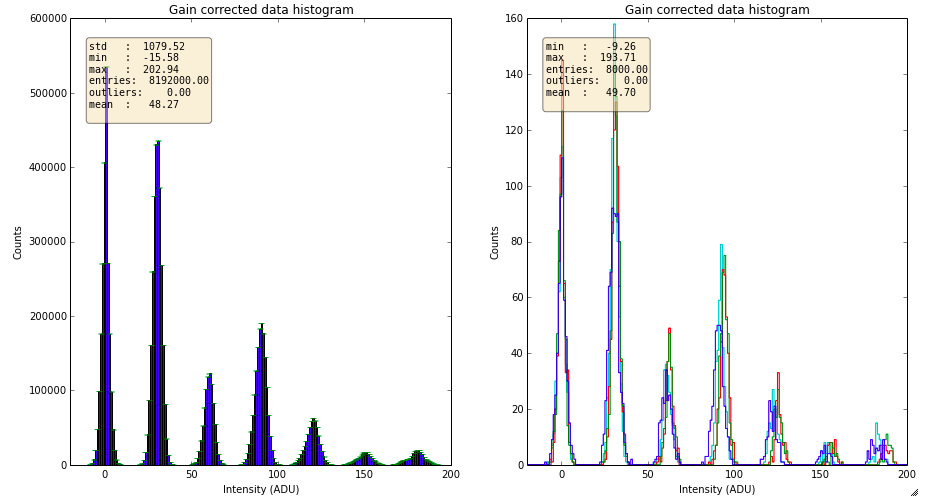 Gain corrected data histogram
600000
500000
400000
300000
200000
100000
0
Counts
std   :  1079.52
min   :  -15.58
max   :  202.94
entries:  8192000.00
outliers:    0.00
mean  :   48.27
0 50 100 150 200
Intensity (ADU)
Gain corrected data histogram
160
140
120
100
80
60
40
20
0
Counts
min   :   -9.26
max   :  193.71
entries:  8000.00
outliers:    0.00
mean  :   49.70
0 50 100 150 200
Intensity (ADU)